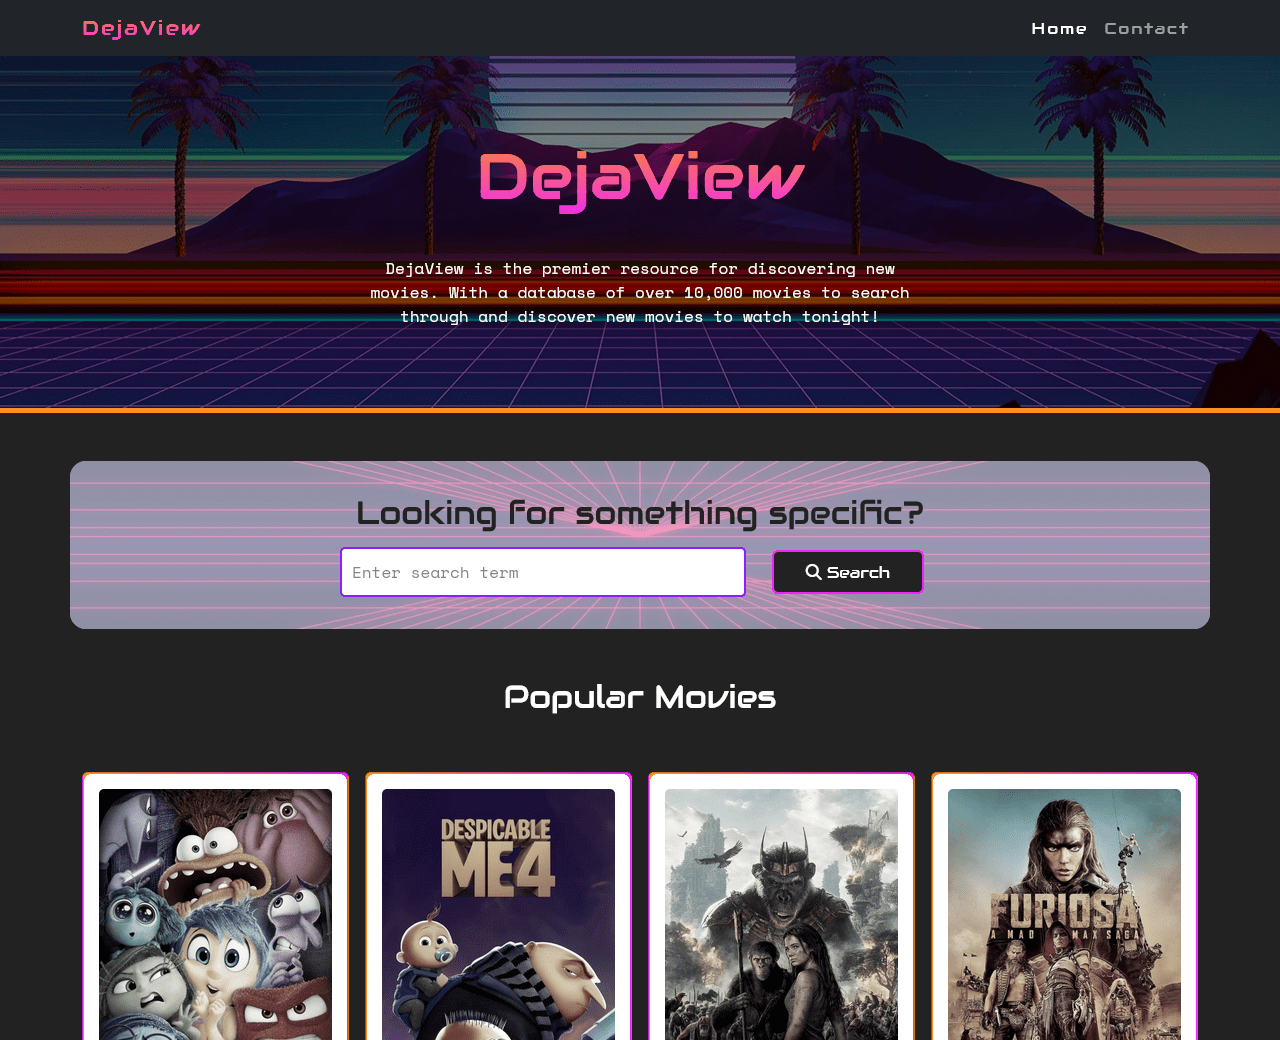 DejaView
Home Contact
DejaView
DejaView is the premier resource for discovering new
movies. With a database of over 10,000 movies to search
through and discover new movies to watch tonight!
Looking for something specific?
Enter search term
Search
Popular Movies
DESPICABLE
ME4
FURIOSA
A MAD MAX SAGA